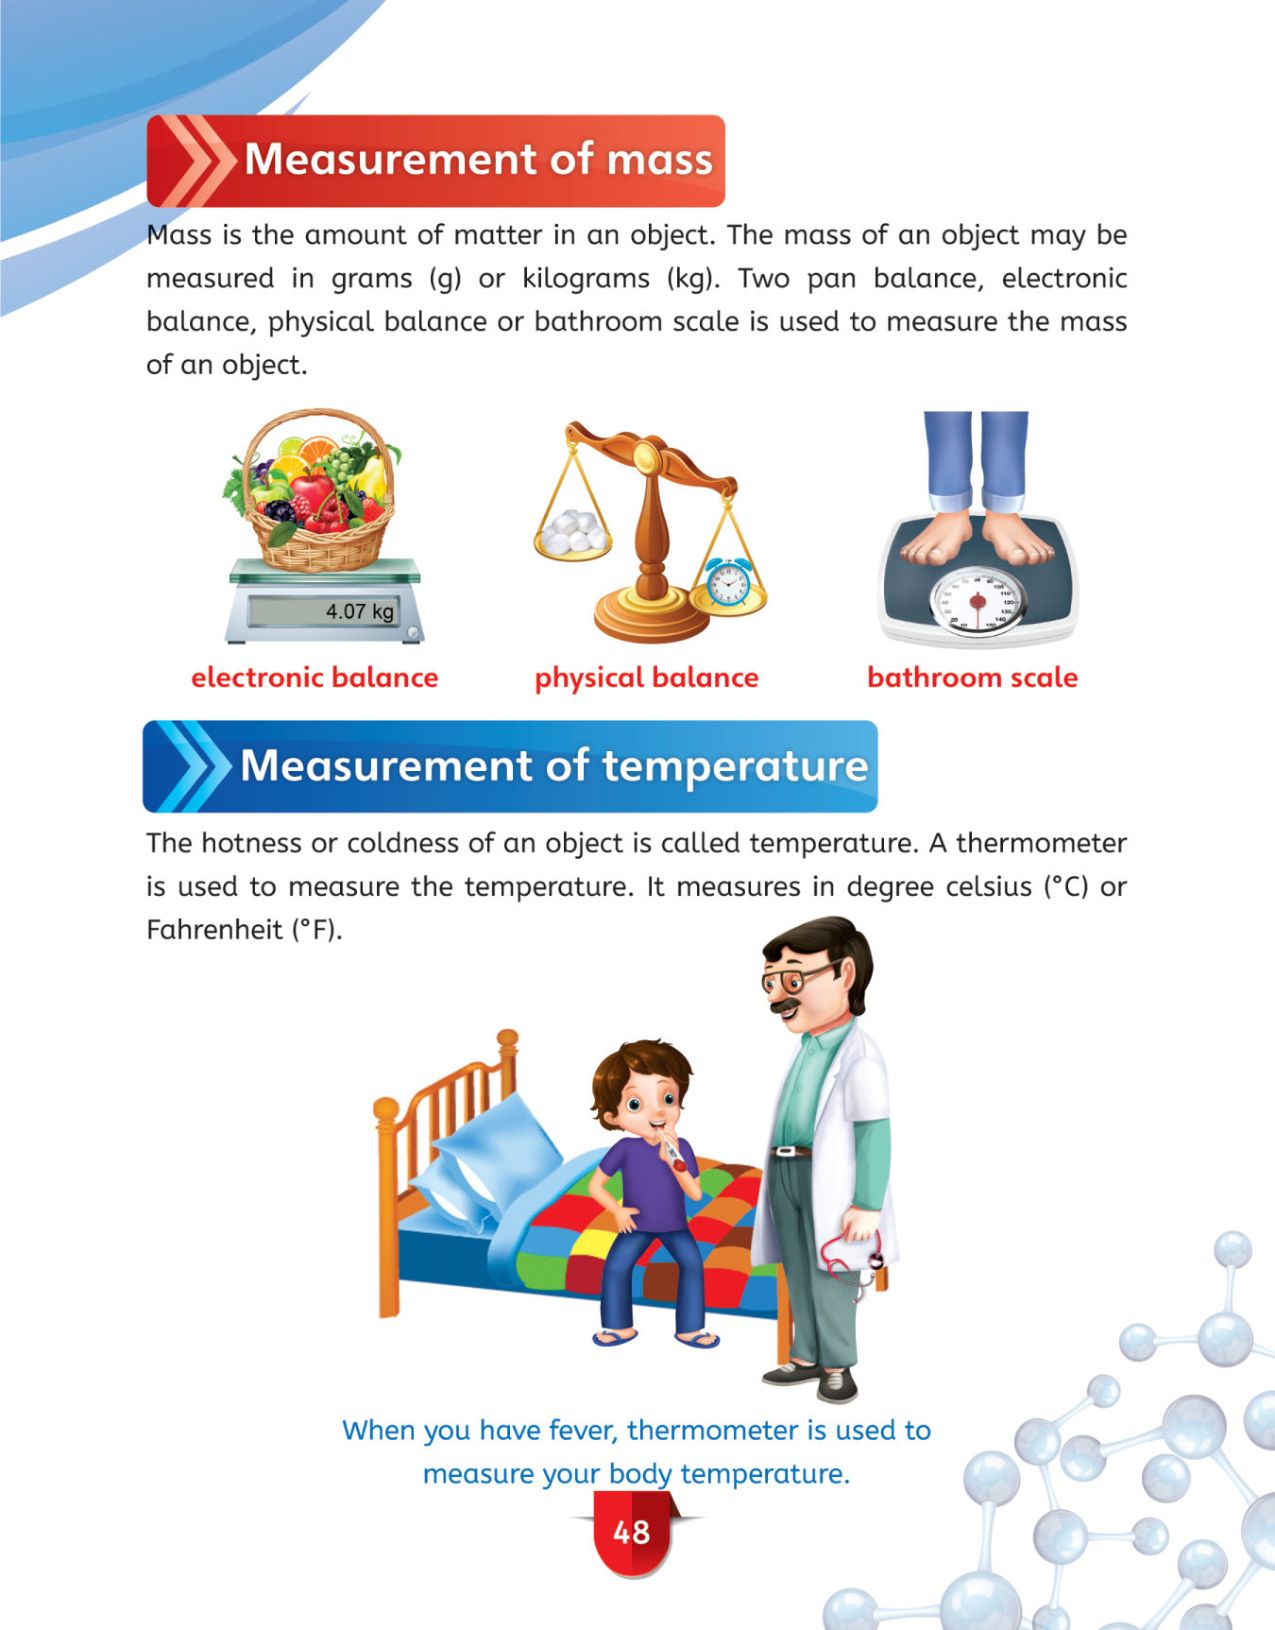 Measurement of mass
Mass is the amount of matter in an object. The mass of an object may be
measured in grams (g) or kilograms (kg). Two pan balance, electronic
balance, physical balance or bathroom scale is used to measure the mass
of an object.
4.07 kg
electronic balance
physical balance
bathroom scale
Measurement of temperature
The hotness or coldness of an object is called temperature. A thermometer
is used to measure the temperature. It measures in degree celsius (°C) or
Fahrenheit (°F).
When you have fever, thermometer is used to
measure your body temperature.
48